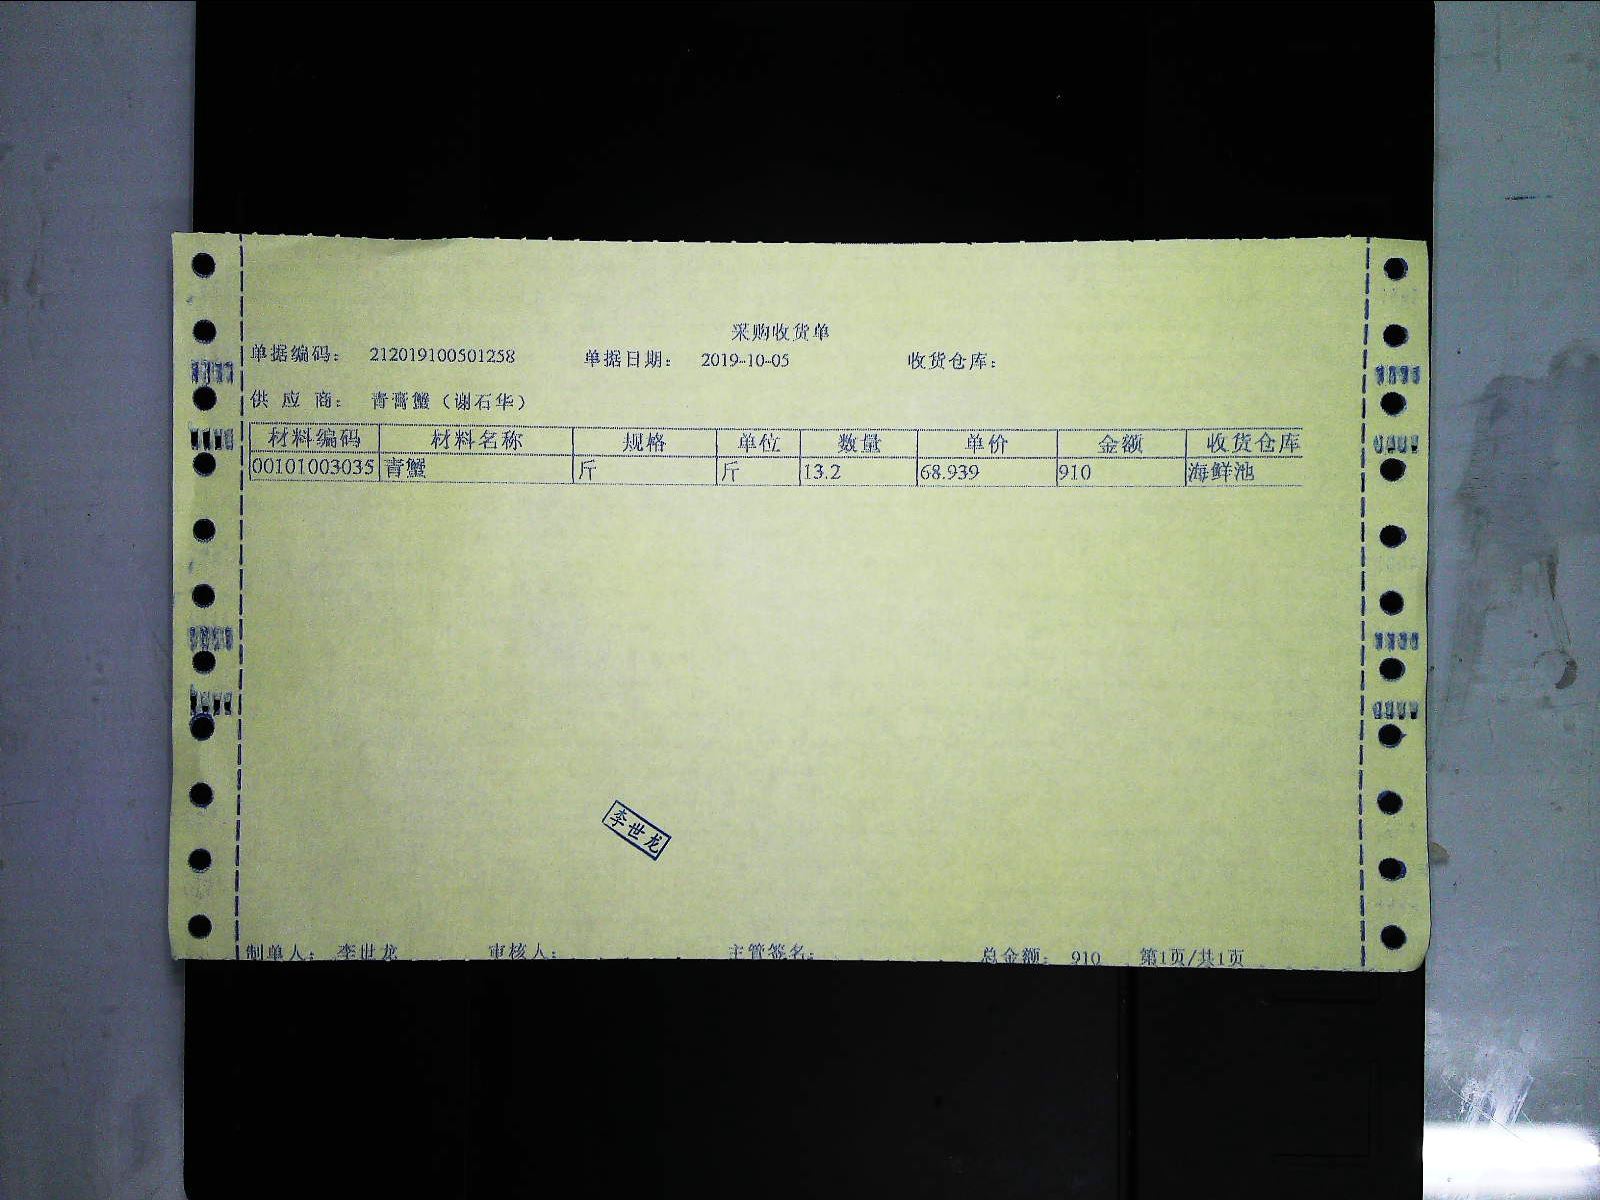 采购收货单
单据编码： 212019100501258 单据日期： 2019-10-05 收货仓库：
供 应 商： 青膏蟹（谢石华）
材料编码 材料名称 规格 单位 数量 单价 金额 收货仓库
00101003035 青蟹 斤 斤 13.2 68.939 910 海鲜池
李世龙
制单人： 李世龙 审核人： 主管签名： 总金额： 910 第1页/共1页